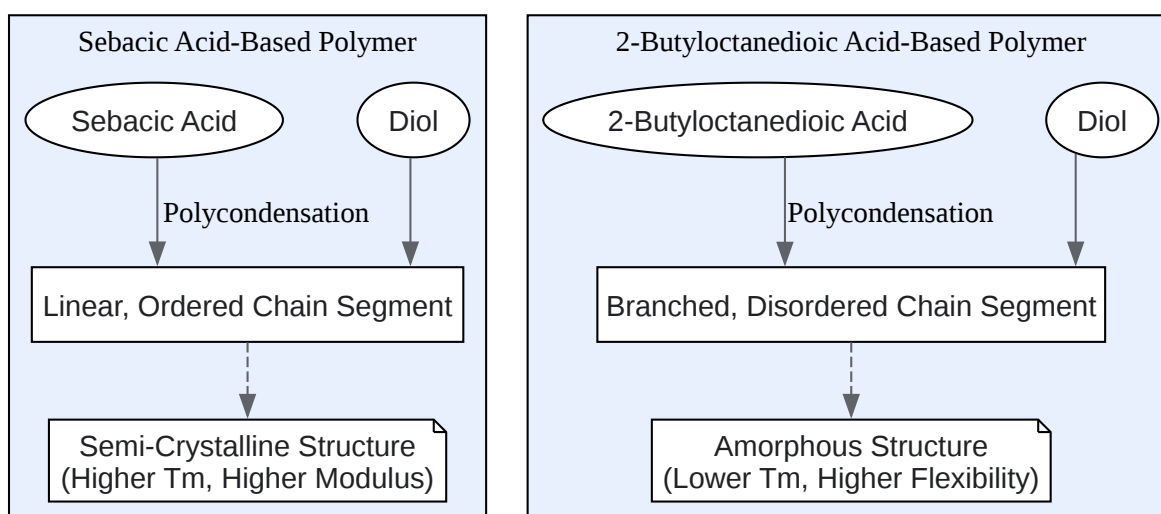 Sebacic Acid-Based Polymer
Sebacic Acid
Diol
Polycondensation
Linear, Ordered Chain Segment
Semi-Crystalline Structure
(Higher Tm, Higher Modulus)
2-Butyloctanedioic Acid-Based Polymer
2-Butyloctanedioic Acid
Diol
Polycondensation
Branched, Disordered Chain Segment
Amorphous Structure
(Lower Tm, Higher Flexibility)